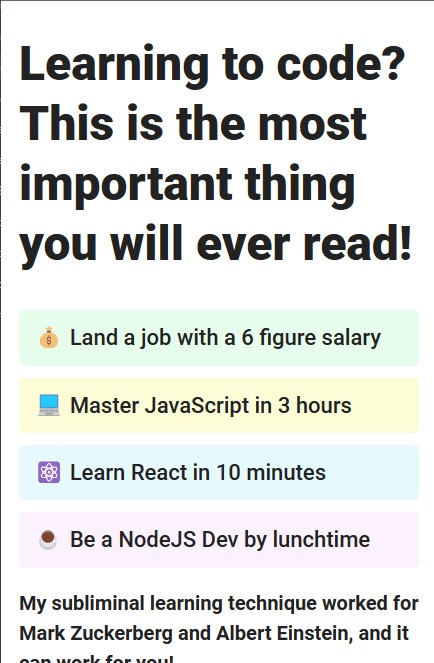 Learning to code?
This is the most
important thing
you will ever read!
Land a job with a 6 figure salary
Master JavaScript in 3 hours
Learn React in 10 minutes
Be a NodeJS Dev by lunchtime
My subliminal learning technique worked for
Mark Zuckerberg and Albert Einstein, and it
can work for you!